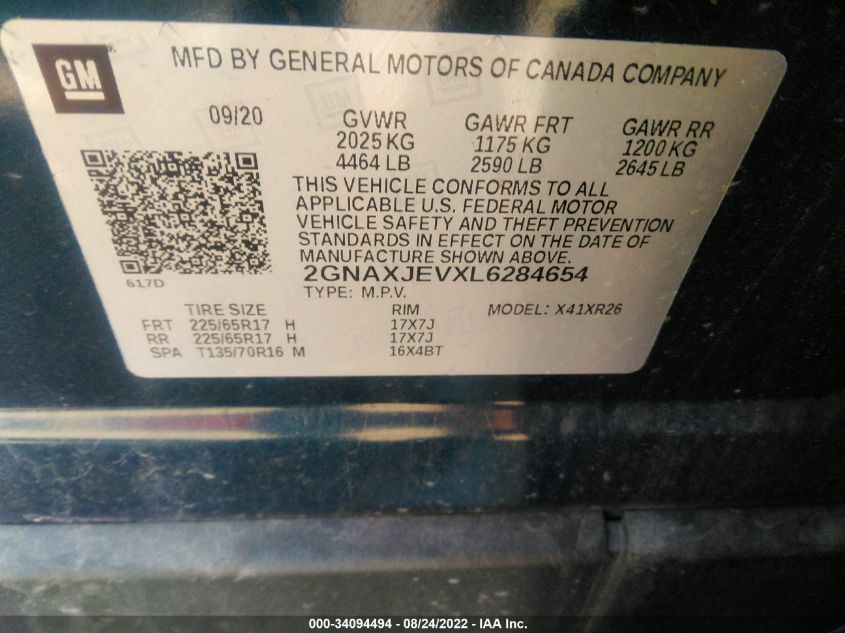 GM
MFD BY GENERAL MOTORS OF CANADA COMPANY
09/20 GVWR GAWR FRT GAWR RR
2025 KG 1175 KG 1200 KG
4464 LB 2590 LB 2645 LB
THIS VEHICLE CONFORMS TO ALL
APPLICABLE U.S. FEDERAL MOTOR
VEHICLE SAFETY AND THEFT PREVENTION
STANDARDS IN EFFECT ON THE DATE OF
MANUFACTURE SHOWN ABOVE.
617D 2GNAXJEVXL6284654
TYPE: M.P.V.
TIRE SIZE RIM MODEL: X41XR26
FRT 225/65R17 H 17X7J
RR 225/65R17 H 17X7J
SPA T135/70R16 M 16X4BT
000-34094494 - 08/24/2022 - IAA Inc.